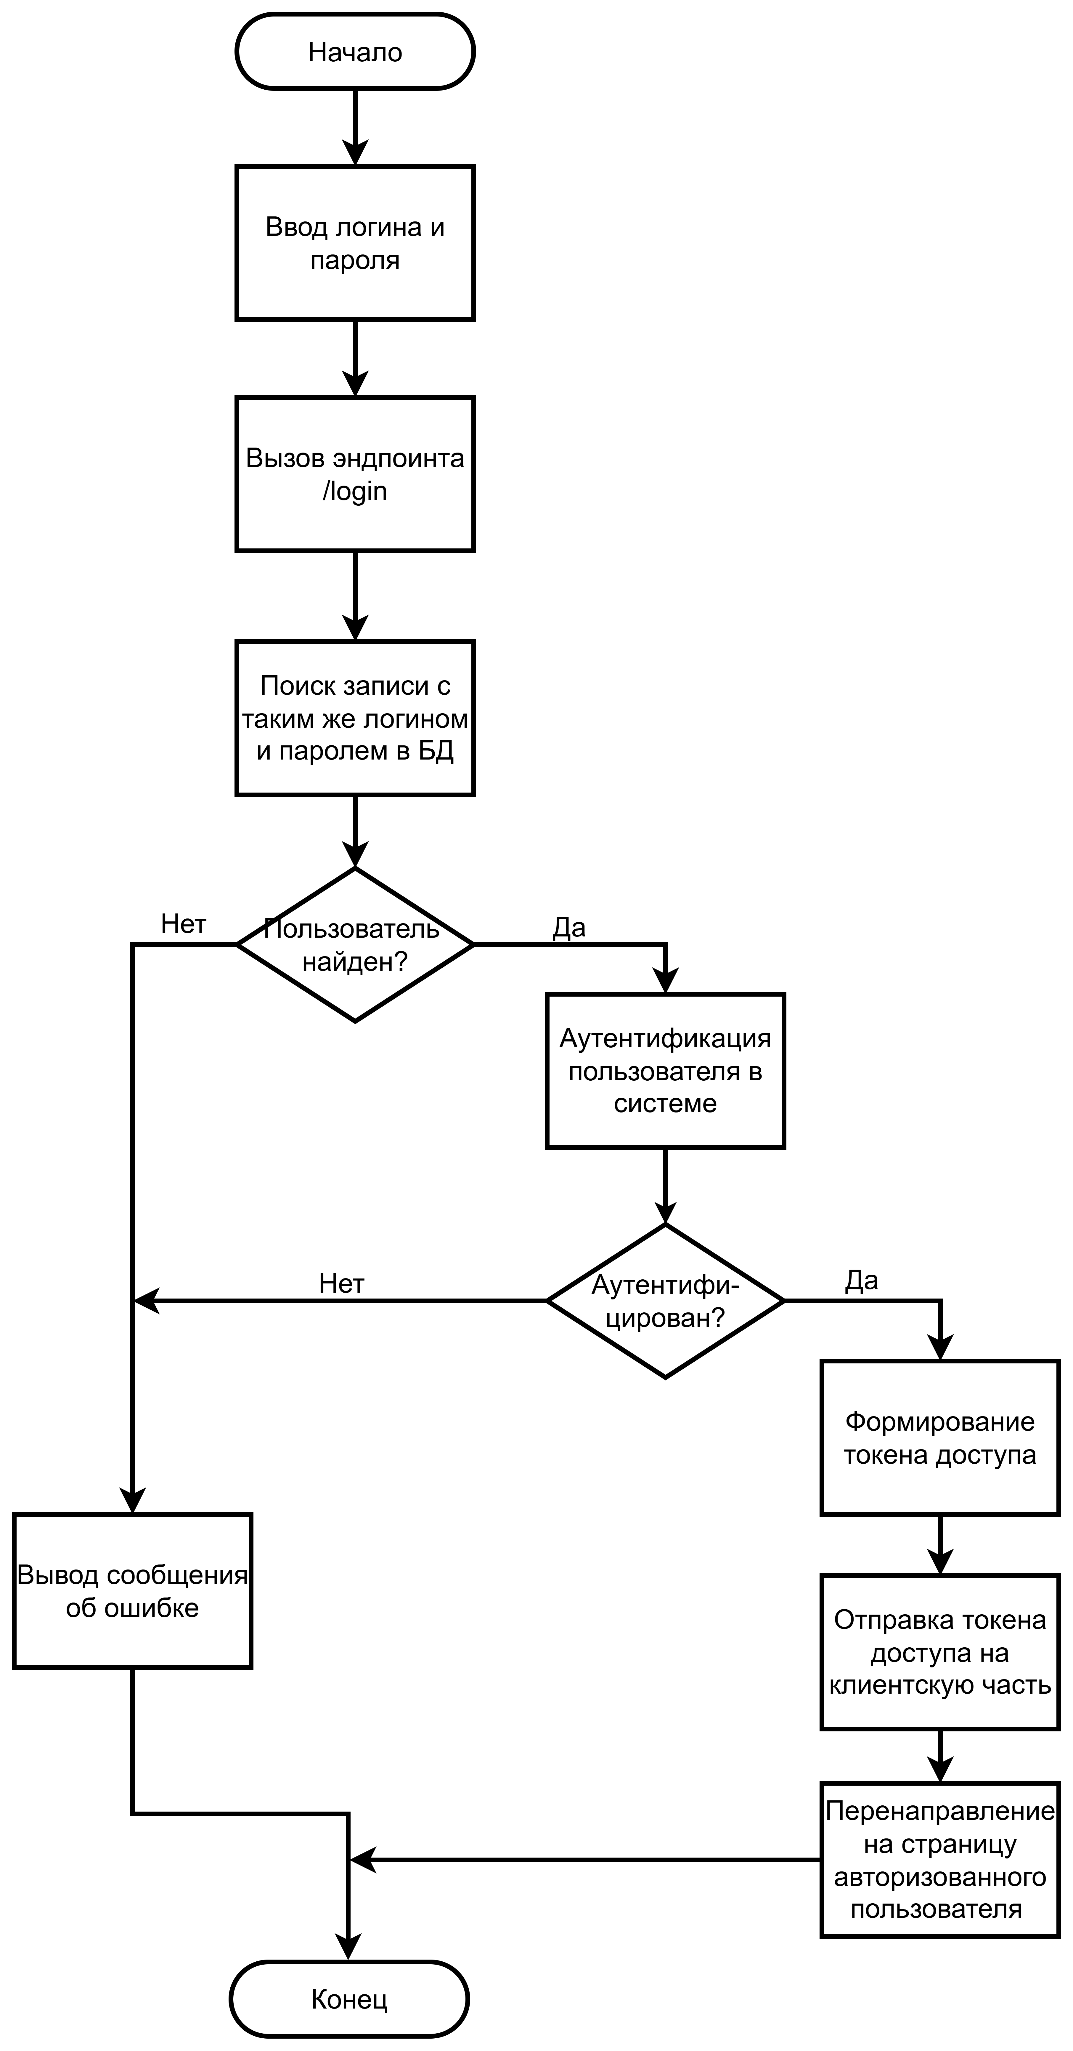 Начало
Ввод логина и
пароля
Вызов эндпоинта
/login
Поиск записи с
таким же логином
и паролем в БД
Нет
Пользователь
найден?
Да
Аутентификация
пользователя в
системе
Нет
Аутентифи-
цирован?
Да
Формирование
токена доступа
Вывод сообщения
об ошибке
Отправка токена
доступа на
клиентскую часть
Перенаправление
на страницу
авторизованного
пользователя
Конец